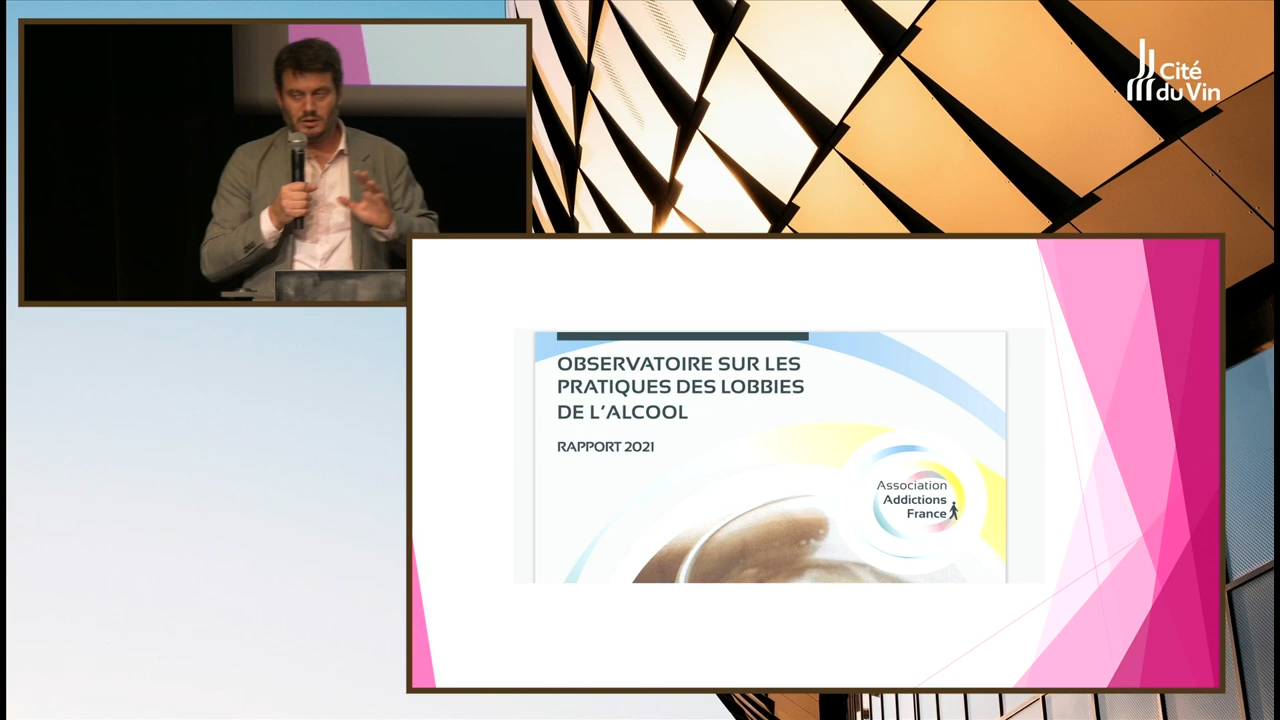 Cité
du Vin
OBSERVATOIRE SUR LES
PRATIQUES DES LOBBIES
DE L'ALCOOL
RAPPORT 2021
Association
Addictions
France